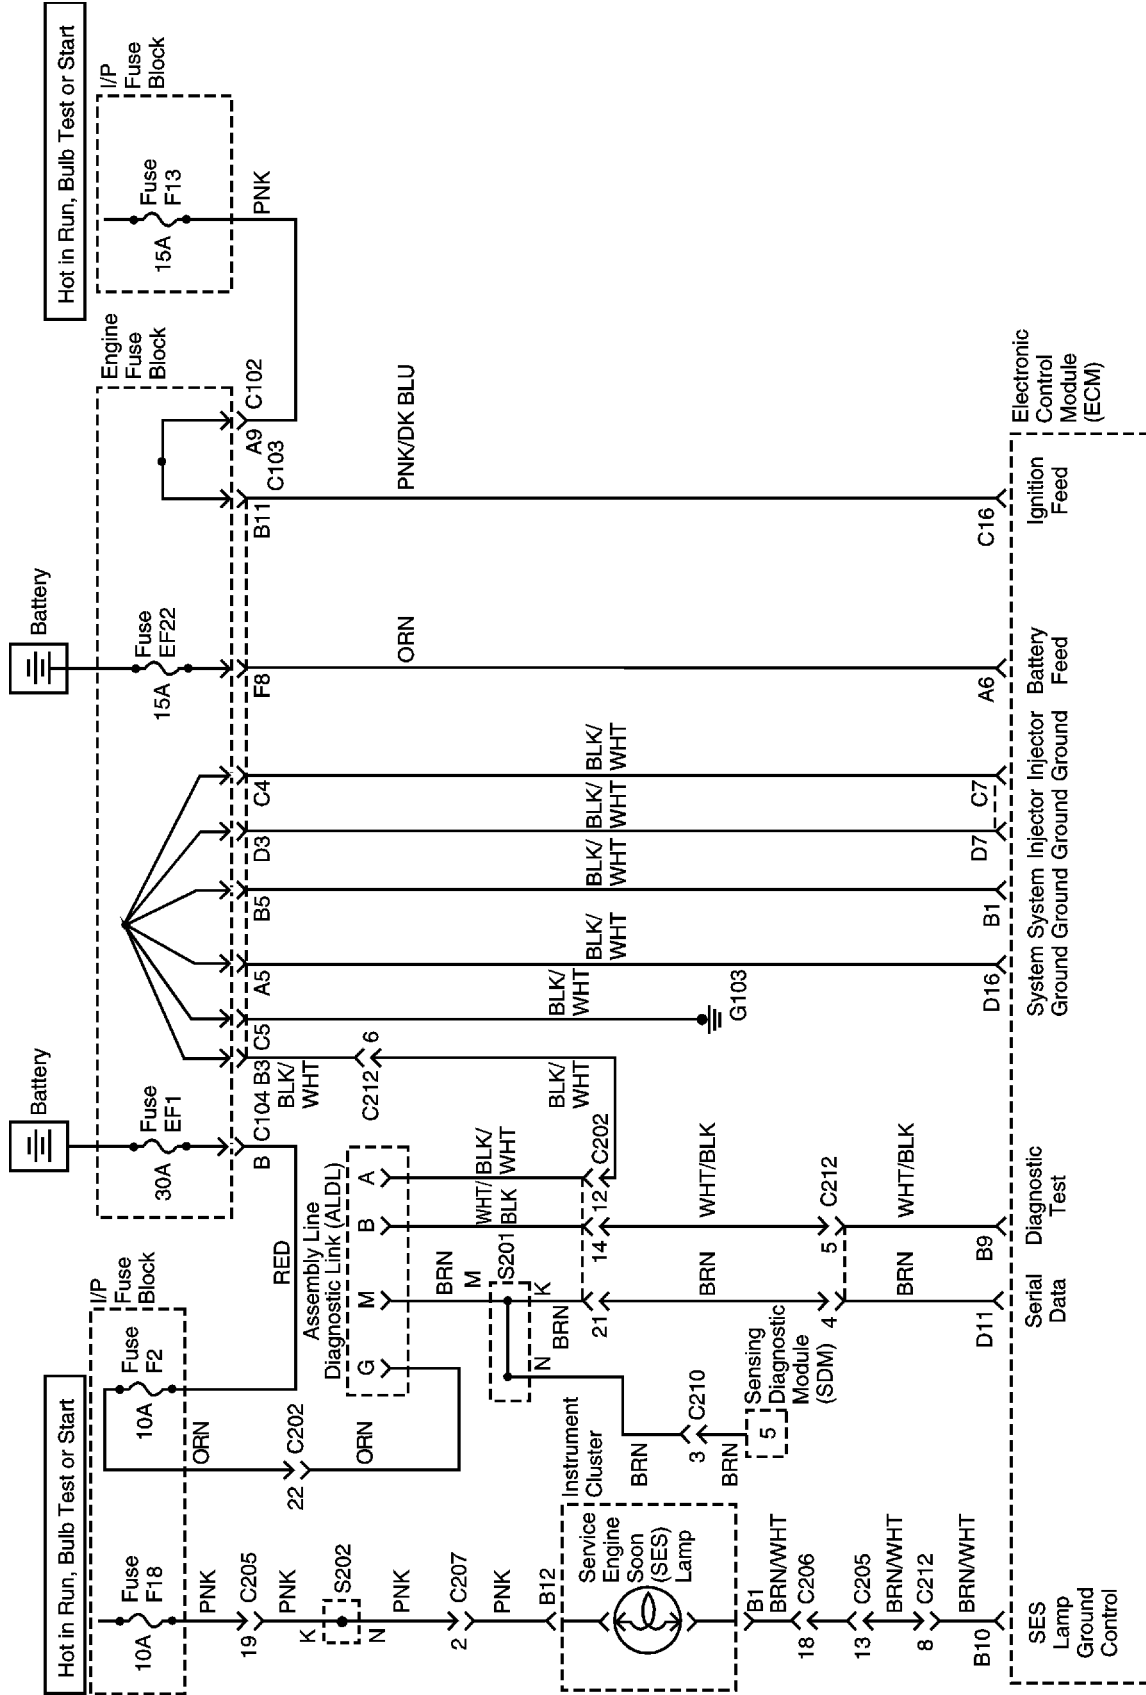 Hot in Run, Bulb Test or Start
I/P
Fuse
Block
Fuse
F18
10A
Fuse
F2
10A
PNK
19
C205
PNK
K
S202
N
PNK
2
C207
PNK
B12
Instrument
Cluster
Service
Engine
Soon
(SES)
Lamp
B1
BRN/WHT
18
C206
13
C205
BRN/WHT
8
C212
BRN/WHT
B10
SES
Lamp
Ground
Control
ORN
22
C202
ORN
RED
Battery
Fuse
EF1
30A
B
C104
Assembly Line
Diagnostic Link (ALDL)
G
M
B
A
BRN
M
S201
K
N
BRN
BRN
3
C210
BRN
Sensing
Diagnostic
Module
(SDM)
5
WHT/
BLK
BLK/
WHT
21
14
12
C202
BRN
WHT/BLK
4
5
C212
BRN
WHT/BLK
D11
B9
Serial
Data
Diagnostic
Test
B3
BLK/
WHT
C212
6
BLK/
WHT
C5
BLK/
WHT
G103
A5
BLK/
WHT
D16
System
Ground
B5
BLK/
WHT
B1
System
Ground
D3
BLK/
WHT
D7
Injector
Ground
C4
BLK/
WHT
C7
Injector
Ground
Battery
Fuse
EF22
15A
F8
ORN
A6
Battery
Feed
Engine
Fuse
Block
B11
C103
PNK/DK BLU
C16
Ignition
Feed
A9
C102
Hot in Run, Bulb Test or Start
I/P
Fuse
Block
Fuse
F13
15A
PNK
Electronic
Control
Module
(ECM)